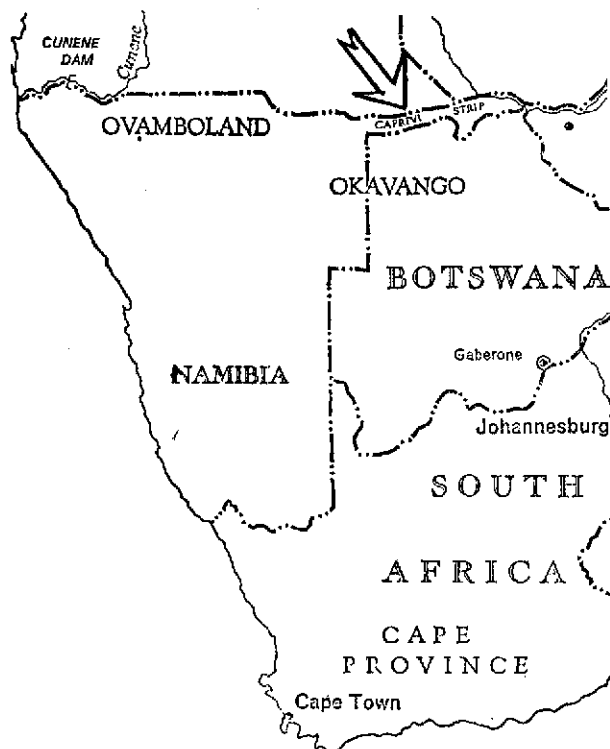 CUNENE
DAM
Cunene
OVAMBOLAND
CAPRIVI STRIP
OKAVANGO
BOTSWANA
Gaberone
NAMIBIA
Johannesburg
SOUTH
AFRICA
CAPE
PROVINCE
Cape Town